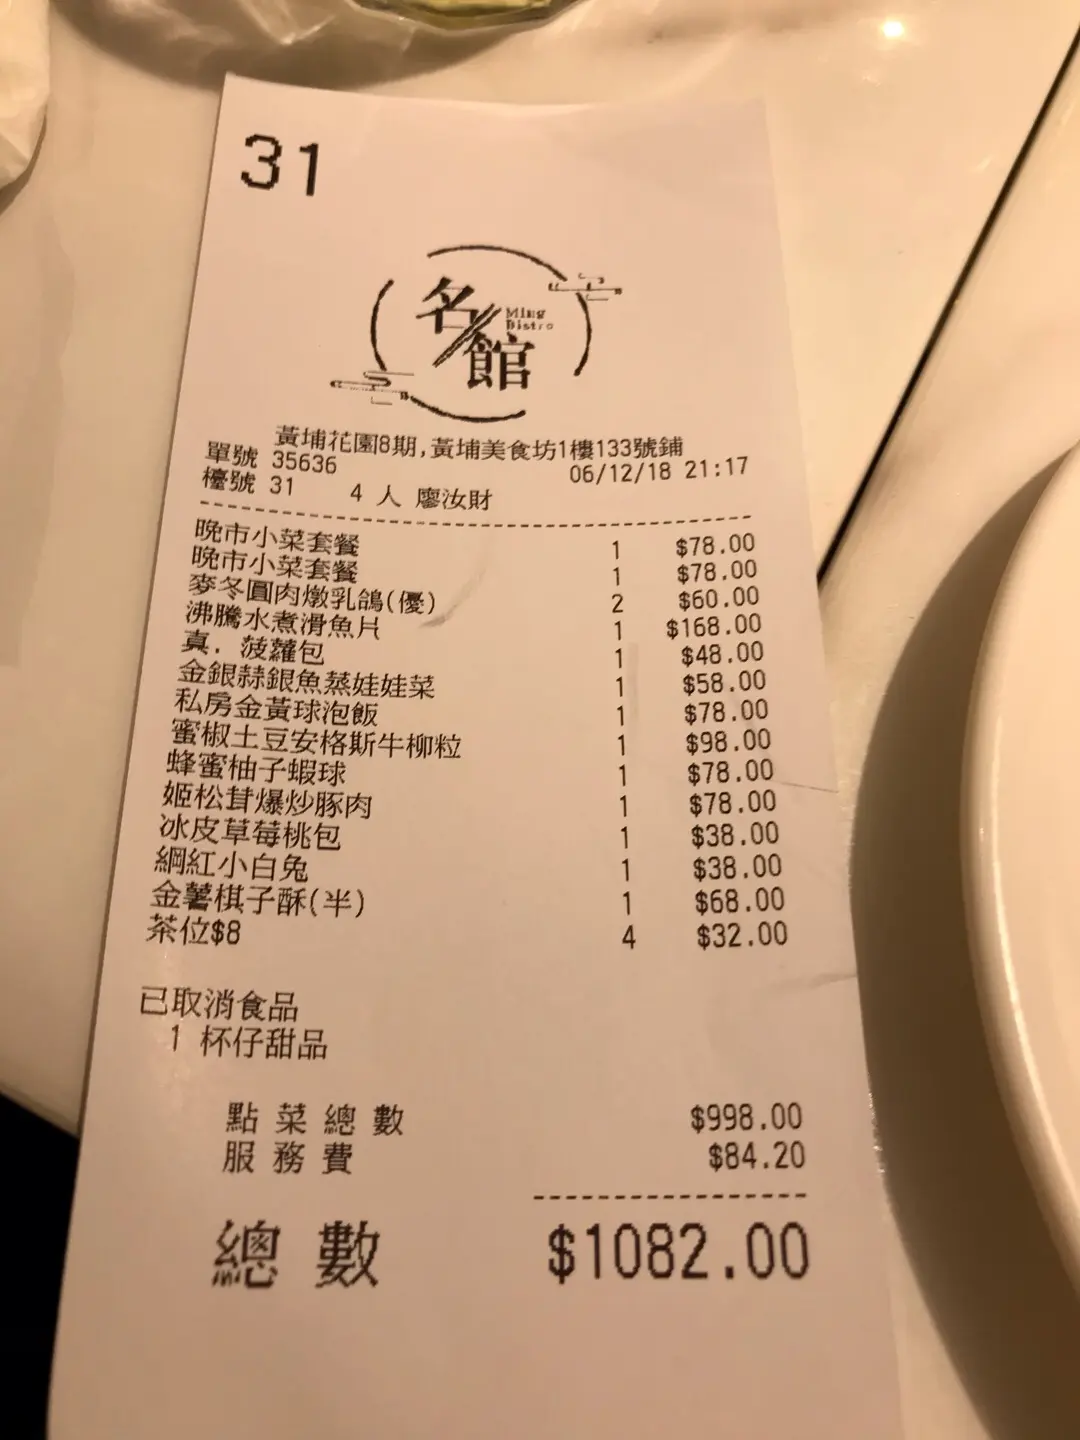 31
名館
Ming
Bistro
黃埔花園8期,黃埔美食坊1樓133號鋪
單號 35636 06/12/18 21:17
檯號 31 4 人 廖汝財
晚市小菜套餐 1 $78.00
晚市小菜套餐 1 $78.00
麥冬圓肉燉乳鴿(優) 2 $60.00
沸騰水煮滑魚片 1 $168.00
真. 菠蘿包 1 $48.00
金銀蒜銀魚蒸娃娃菜 1 $58.00
私房金黃球泡飯 1 $78.00
蜜椒土豆安格斯牛柳粒 1 $98.00
蜂蜜柚子蝦球 1 $78.00
姬松茸爆炒豚肉 1 $78.00
冰皮草莓桃包 1 $38.00
網紅小白兔 1 $38.00
金薯棋子酥(半) 1 $68.00
茶位$8 4 $32.00
已取消食品
1 杯仔甜品
點菜總數 $998.00
服務費 $84.20
總數 $1082.00